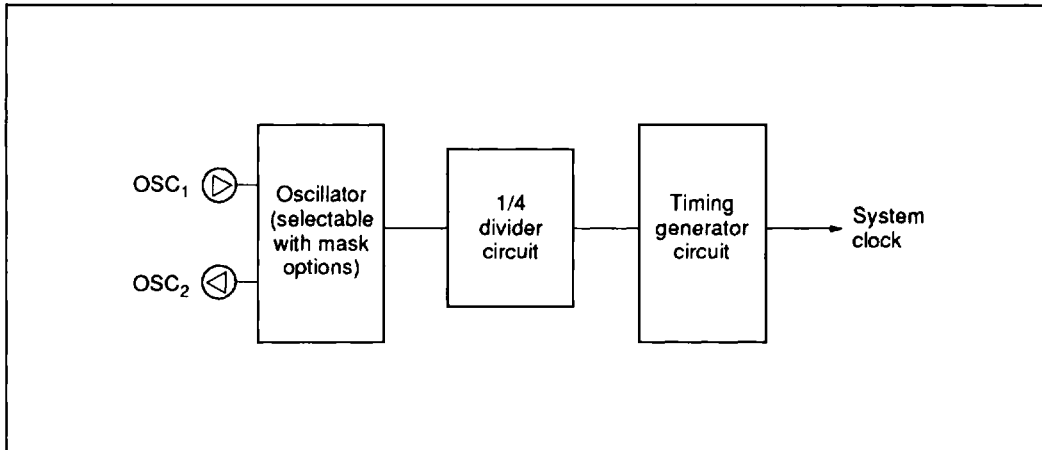 OSC₁
OSC₂
Oscillator
(selectable
with mask
options)
1/4
divider
circuit
Timing
generator
circuit
System
clock